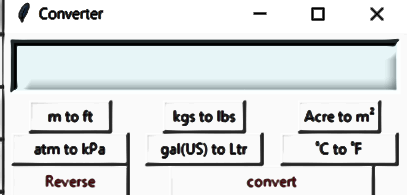 Converter
m to ft kgs to lbs Acre to m²
atm to kPa gal(US) to Ltr °C to °F
Reverse convert